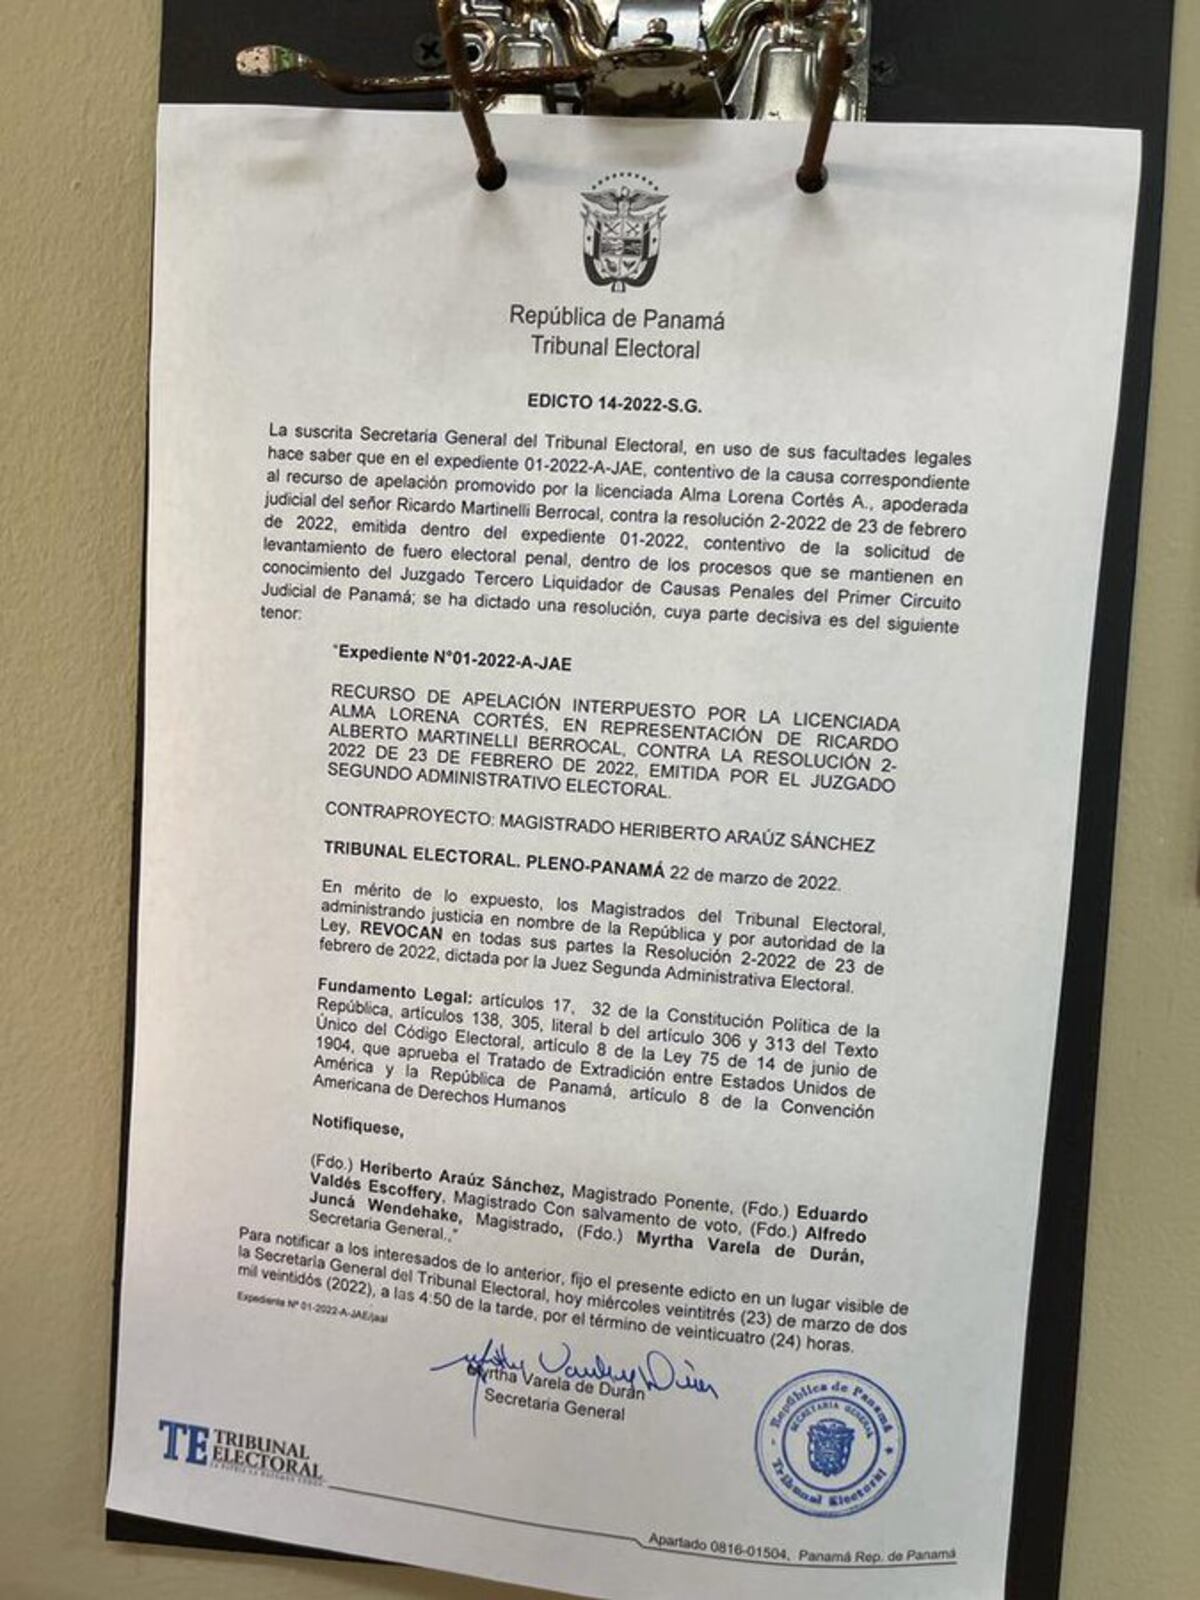 República de Panamá
Tribunal Electoral
EDICTO 14-2022-S.G.
La suscrita Secretaria General del Tribunal Electoral, en uso de sus facultades legales
hace saber que en el expediente 01-2022-A-JAE, contentivo de la causa correspondiente
al recurso de apelación promovido por la licenciada Alma Lorena Cortés A., apoderada
judicial del señor Ricardo Martinelli Berrocal, contra la resolución 2-2022 de 23 de febrero
de 2022, emitida dentro del expediente 01-2022, contentivo de la solicitud de
levantamiento de fuero electoral penal, dentro de los procesos que se mantienen en
conocimiento del Juzgado Tercero Liquidador de Causas Penales del Primer Circuito
Judicial de Panamá; se ha dictado una resolución, cuya parte decisiva es del siguiente
tenor:
"Expediente N°01-2022-A-JAE
RECURSO DE APELACIÓN INTERPUESTO POR LA LICENCIADA
ALMA LORENA CORTÉS, EN REPRESENTACIÓN DE RICARDO
ALBERTO MARTINELLI BERROCAL, CONTRA LA RESOLUCIÓN 2-
2022 DE 23 DE FEBRERO DE 2022, EMITIDA POR EL JUZGADO
SEGUNDO ADMINISTRATIVO ELECTORAL.
CONTRAPROYECTO: MAGISTRADO HERIBERTO ARAÚZ SÁNCHEZ
TRIBUNAL ELECTORAL. PLENO-PANAMÁ 22 de marzo de 2022.
En mérito de lo expuesto, los Magistrados del Tribunal Electoral,
administrando justicia en nombre de la República y por autoridad de la
Ley, REVOCAN en todas sus partes la Resolución 2-2022 de 23 de
febrero de 2022, dictada por la Juez Segunda Administrativa Electoral.
Fundamento Legal: artículos 17, 32 de la Constitución Política de la
República, artículos 138, 305, literal b del artículo 306 y 313 del Texto
Único del Código Electoral, artículo 8 de la Ley 75 de 14 de junio de
1904, que aprueba el Tratado de Extradición entre Estados Unidos de
América y la República de Panamá, artículo 8 de la Convención
Americana de Derechos Humanos
Notifíquese,
(Fdo.) Heriberto Araúz Sánchez, Magistrado Ponente, (Fdo.) Eduardo
Valdés Escoffery, Magistrado Con salvamento de voto, (Fdo.) Alfredo
Juncá Wendehake, Magistrado, (Fdo.) Myrtha Varela de Durán,
Secretaria General.,"
Para notificar a los interesados de lo anterior, fijo el presente edicto en un lugar visible de
la Secretaría General del Tribunal Electoral, hoy miércoles veintitrés (23) de marzo de dos
mil veintidós (2022), a las 4:50 de la tarde, por el término de veinticuatro (24) horas.
Expediente Nº 01-2022-A-JAE/jaal
Myrtha Varela de Durán
Secretaria General
República de Panamá
SECRETARIA GENERAL
Tribunal Electoral
TE TRIBUNAL
ELECTORAL
Apartado 0816-01504, Panamá Rep. de Panamá